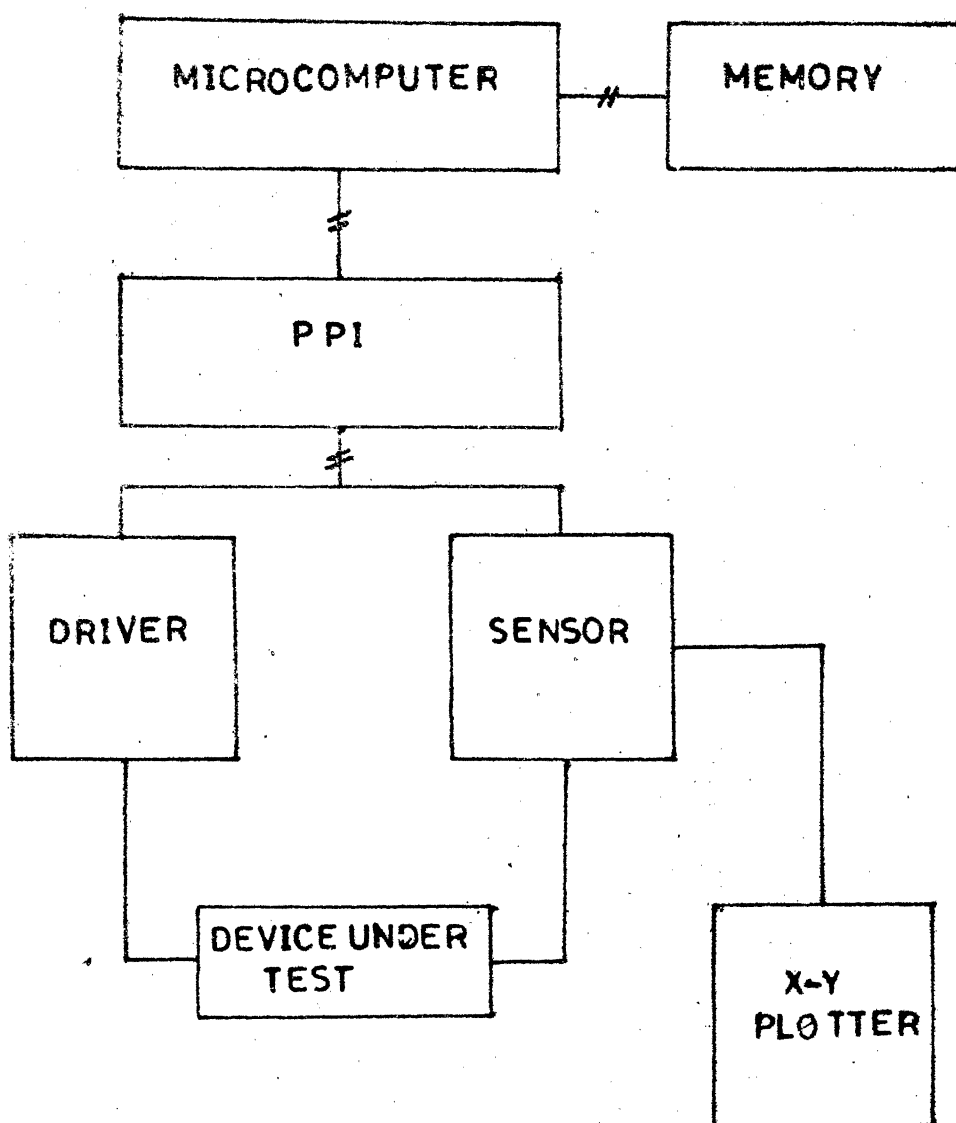 MICROCOMPUTER
MEMORY
PPI
DRIVER
SENSOR
DEVICE UNDER
TEST
X-Y
PLOTTER